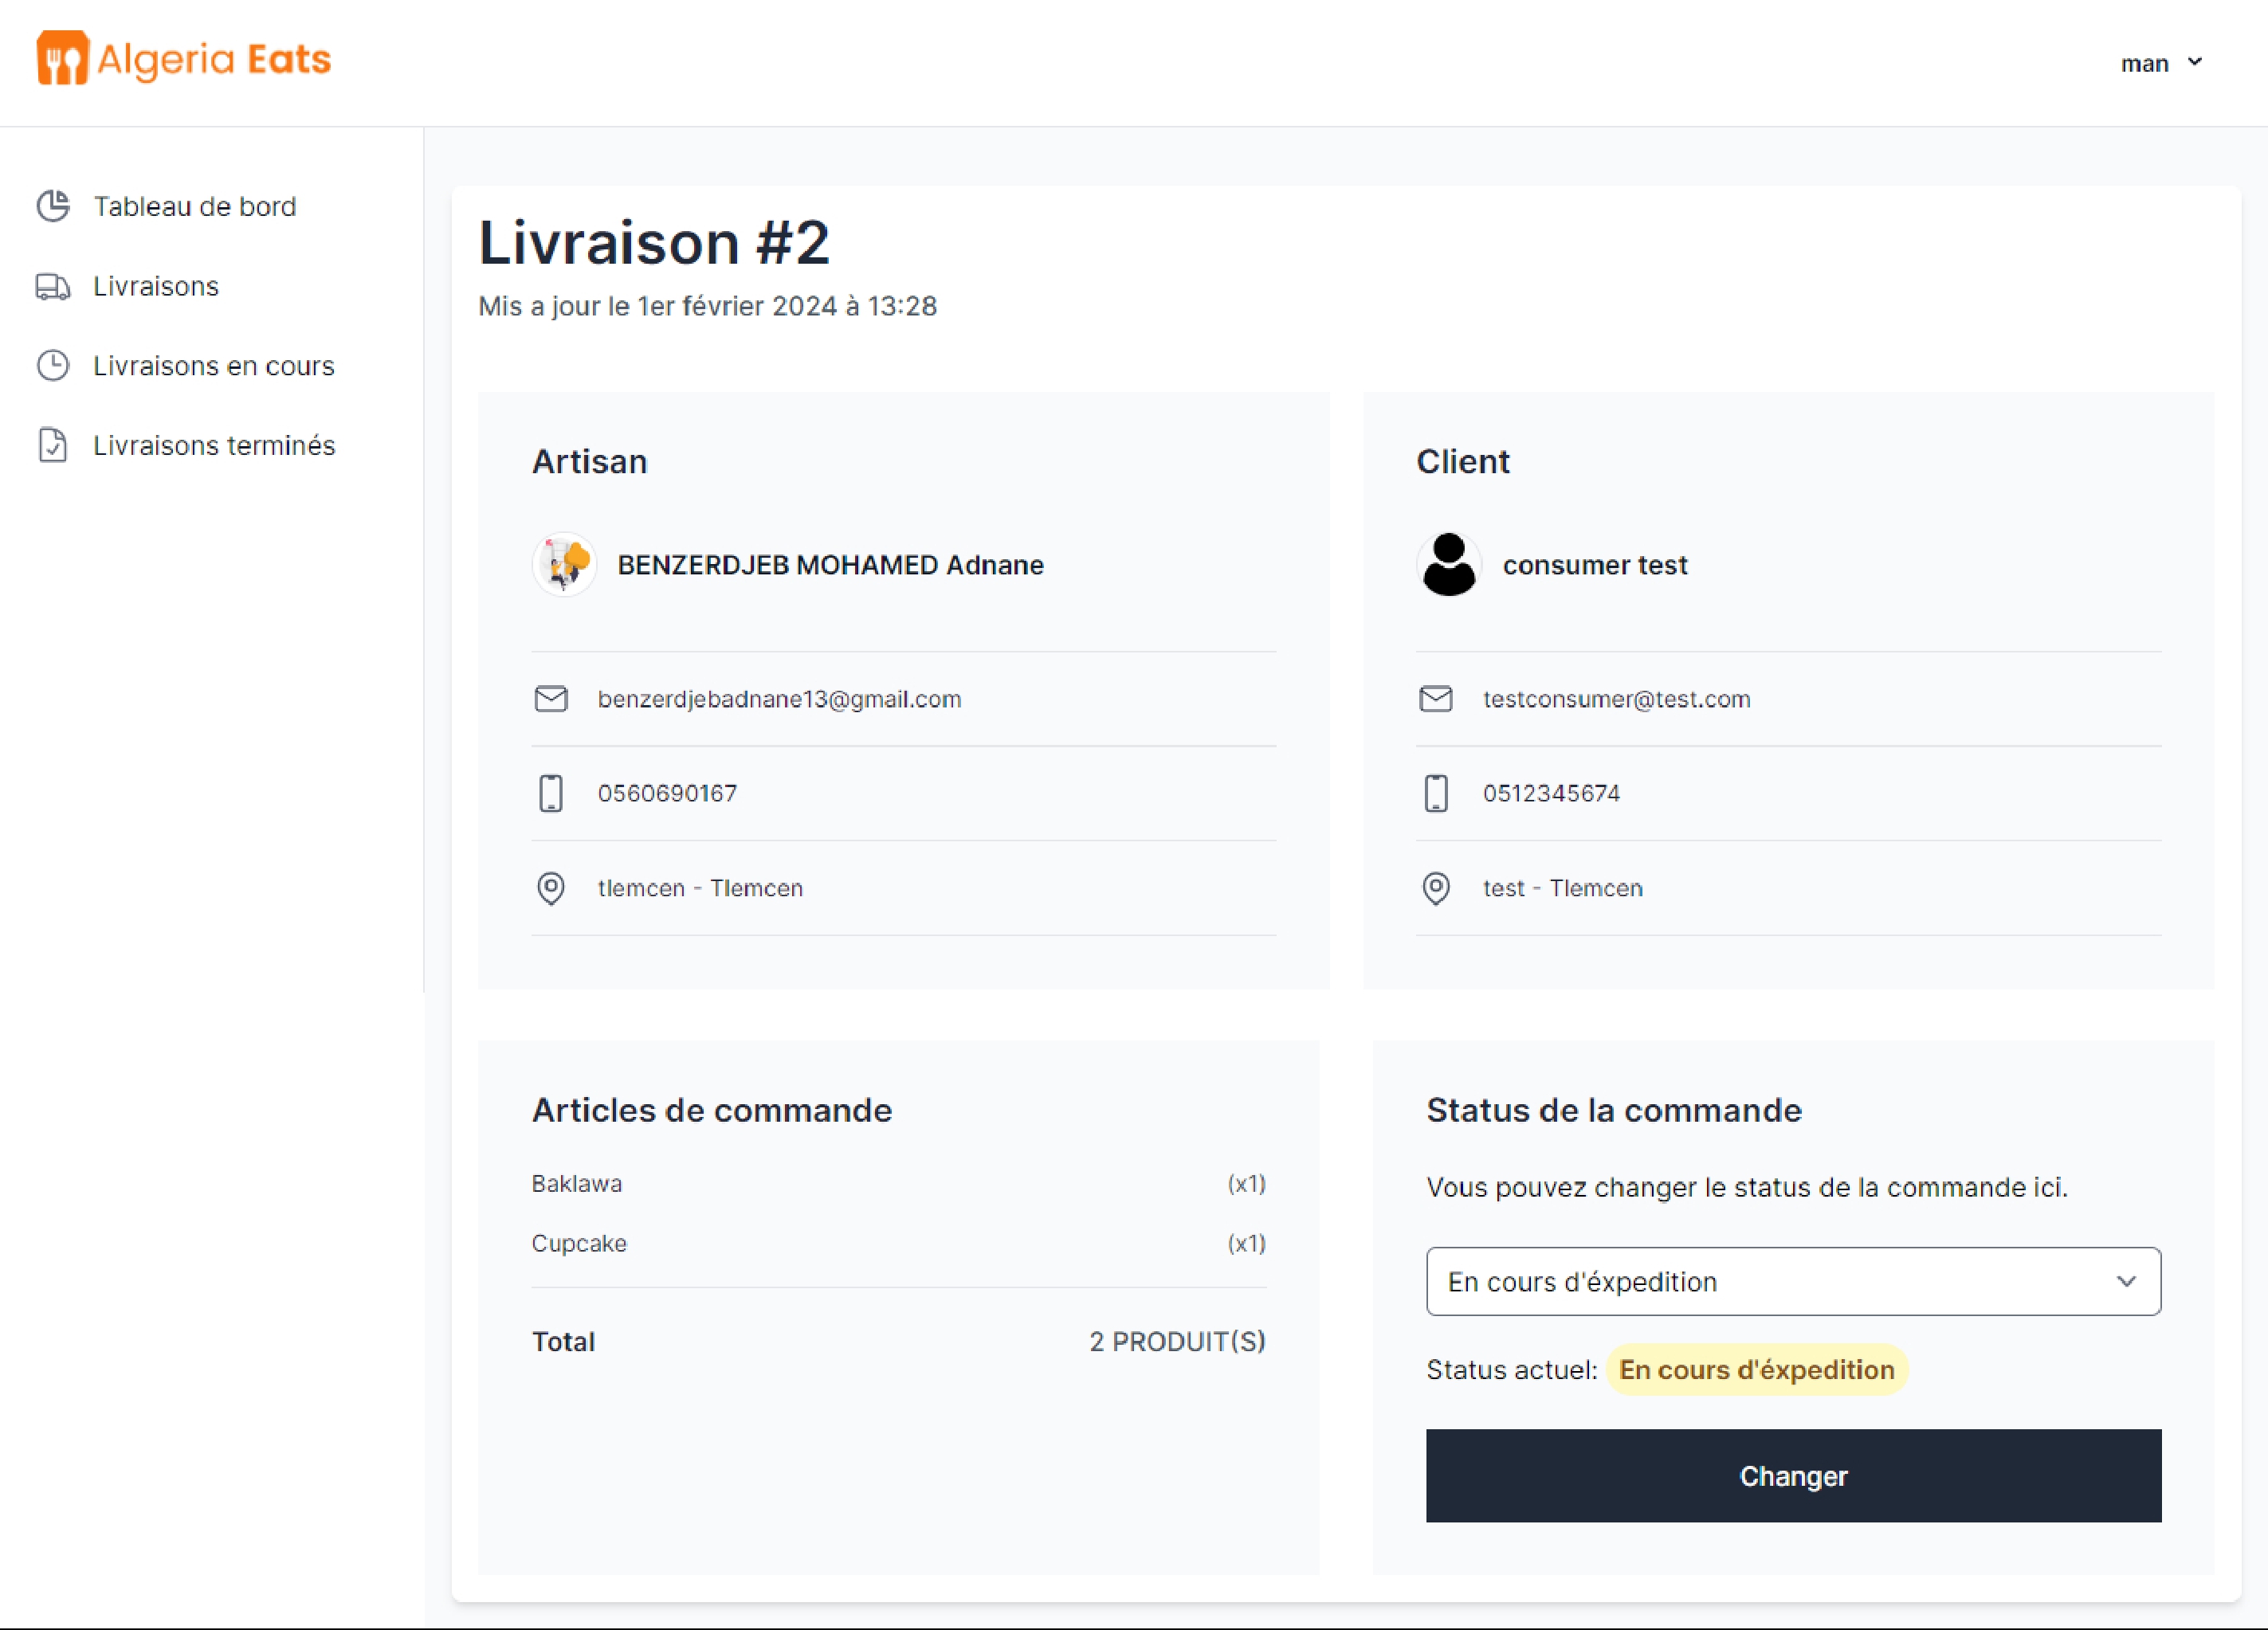 Algeria Eats
man
Tableau de bord
Livraisons
Livraisons en cours
Livraisons terminés
Livraison #2
Mis a jour le 1er février 2024 à 13:28
Artisan
BENZERDJEB MOHAMED Adnane
benzerdjebadnane13@gmail.com
0560690167
tlemcen - Tlemcen
Client
consumer test
testconsumer@test.com
0512345674
test - Tlemcen
Articles de commande
Baklawa (x1)
Cupcake (x1)
Total 2 PRODUIT(S)
Status de la commande
Vous pouvez changer le status de la commande ici.
En cours d'éxpedition
Status actuel: En cours d'éxpedition
Changer